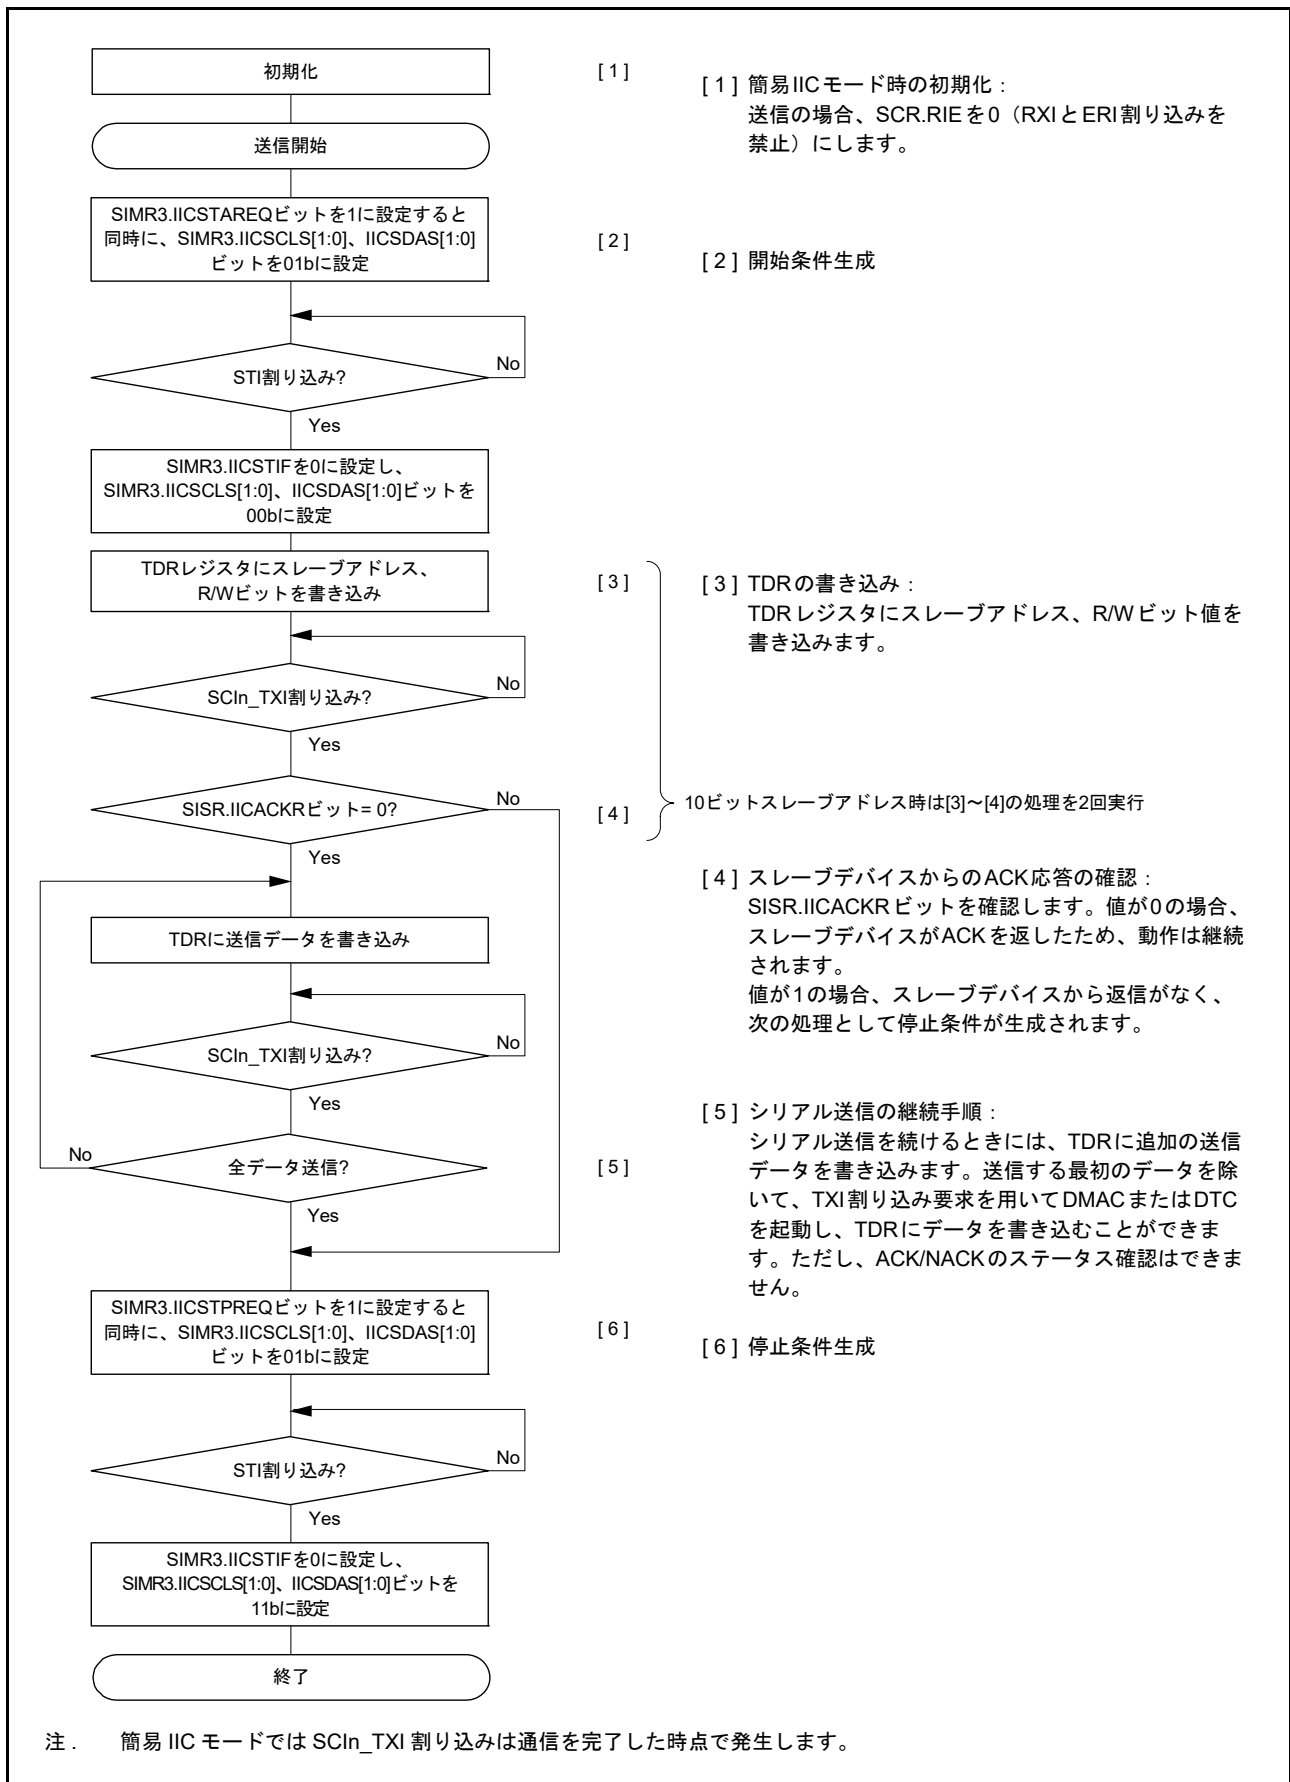 初期化
[ 1 ]
[ 1 ] 簡易IICモード時の初期化：
送信の場合、SCR.RIEを0（RXIとERI割り込みを
禁止）にします。
送信開始
SIMR3.IICSTAREQビットを1に設定すると
同時に、SIMR3.IICSCLS[1:0]、IICSDAS[1:0]
ビットを01bに設定
[ 2 ]
[ 2 ] 開始条件生成
STI割り込み?
No
Yes
SIMR3.IICSTIFを0に設定し、
SIMR3.IICSCLS[1:0]、IICSDAS[1:0]ビットを
00bに設定
TDRレジスタにスレーブアドレス、
R/Wビットを書き込み
[ 3 ]
[ 3 ] TDRの書き込み：
TDRレジスタにスレーブアドレス、R/Wビット値を
書き込みます。
SCIn_TXI割り込み?
No
Yes
SISR.IICACKRビット= 0?
No
[ 4 ]
10ビットスレーブアドレス時は[3]～[4]の処理を2回実行
Yes
[ 4 ] スレーブデバイスからのACK応答の確認：
SISR.IICACKRビットを確認します。値が0の場合、
スレーブデバイスがACKを返したため、動作は継続
されます。
値が1の場合、スレーブデバイスから返信がなく、
次の処理として停止条件が生成されます。
TDRに送信データを書き込み
SCIn_TXI割り込み?
No
Yes
[ 5 ] シリアル送信の継続手順：
シリアル送信を続けるときには、TDRに追加の送信
データを書き込みます。送信する最初のデータを除
いて、TXI割り込み要求を用いてDMACまたはDTC
を起動し、TDRにデータを書き込むことができま
す。ただし、ACK/NACKのステータス確認はできま
せん。
No
全データ送信?
[ 5 ]
Yes
SIMR3.IICSTPREQビットを1に設定すると
同時に、SIMR3.IICSCLS[1:0]、IICSDAS[1:0]
ビットを01bに設定
[ 6 ]
[ 6 ] 停止条件生成
STI割り込み?
No
Yes
SIMR3.IICSTIFを0に設定し、
SIMR3.IICSCLS[1:0]、IICSDAS[1:0]ビットを
11bに設定
終了
注． 簡易 IIC モードでは SCIn_TXI 割り込みは通信を完了した時点で発生します。